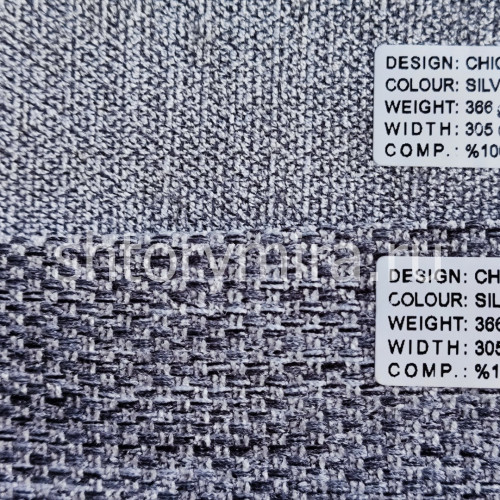 DESIGN: CHIC
COLOUR: SILV
WEIGHT: 366
WIDTH: 305
COMP.: %100
shtorymira.ru
DESIGN: CH
COLOUR: SIL
WEIGHT: 366
WIDTH: 305
COMP.: %1